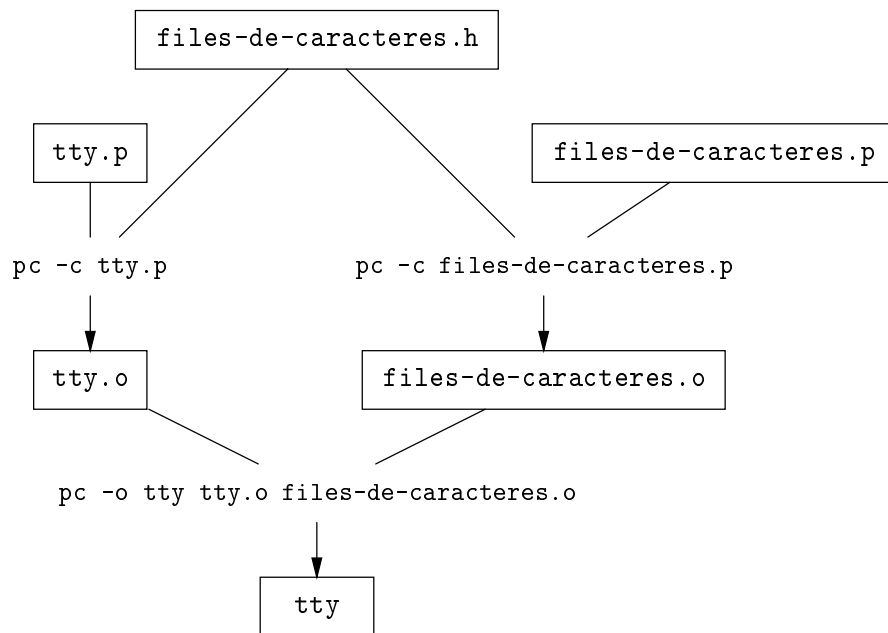 files-de-caracteres.h
tty.p
files-de-caracteres.p
pc -c tty.p
pc -c files-de-caracteres.p
tty.o
files-de-caracteres.o
pc -o tty tty.o files-de-caracteres.o
tty